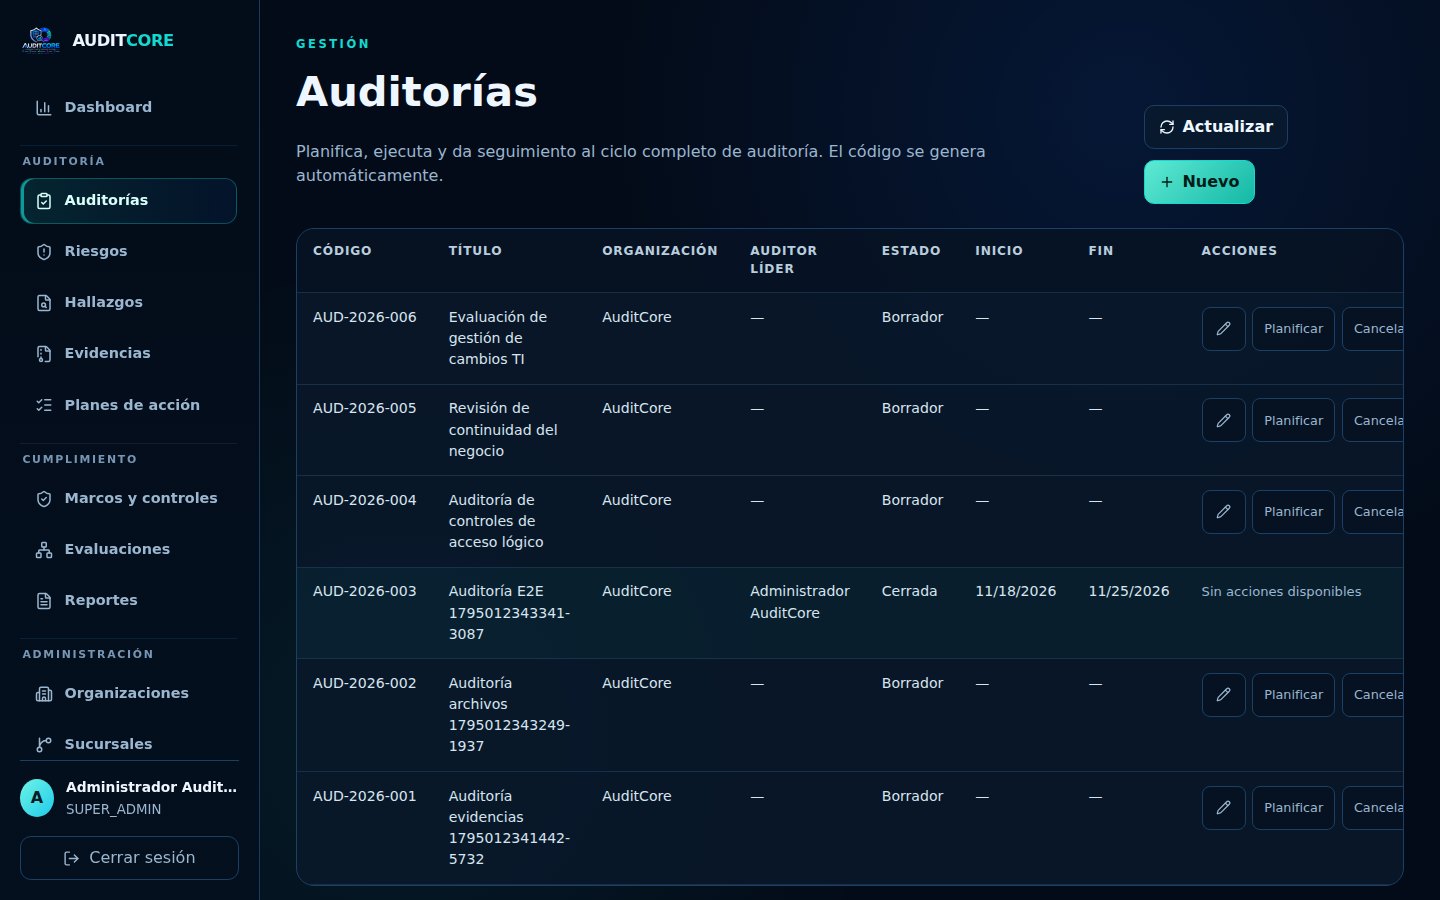 AUDITCORE
AUDITCORE
Dashboard
AUDITORÍA
Auditorías
Riesgos
Hallazgos
Evidencias
Planes de acción
CUMPLIMIENTO
Marcos y controles
Evaluaciones
Reportes
ADMINISTRACIÓN
Organizaciones
Sucursales
A
Administrador Audit...
SUPER_ADMIN
Cerrar sesión
GESTIÓN
Auditorías
Planifica, ejecuta y da seguimiento al ciclo completo de auditoría. El código se genera
automáticamente.
Actualizar
+ Nuevo
CÓDIGO TÍTULO ORGANIZACIÓN AUDITOR ESTADO INICIO FIN ACCIONES
LÍDER
AUD-2026-006 Evaluación de AuditCore — Borrador — — Planificar Cancela
gestión de
cambios TI
AUD-2026-005 Revisión de AuditCore — Borrador — — Planificar Cancela
continuidad del
negocio
AUD-2026-004 Auditoría de AuditCore — Borrador — — Planificar Cancela
controles de
acceso lógico
AUD-2026-003 Auditoría E2E AuditCore Administrador Cerrada 11/18/2026 11/25/2026 Sin acciones disponibles
1795012343341- AuditCore
3087
AUD-2026-002 Auditoría AuditCore — Borrador — — Planificar Cancela
archivos
1795012343249-
1937
AUD-2026-001 Auditoría AuditCore — Borrador — — Planificar Cancela
evidencias
1795012341442-
5732